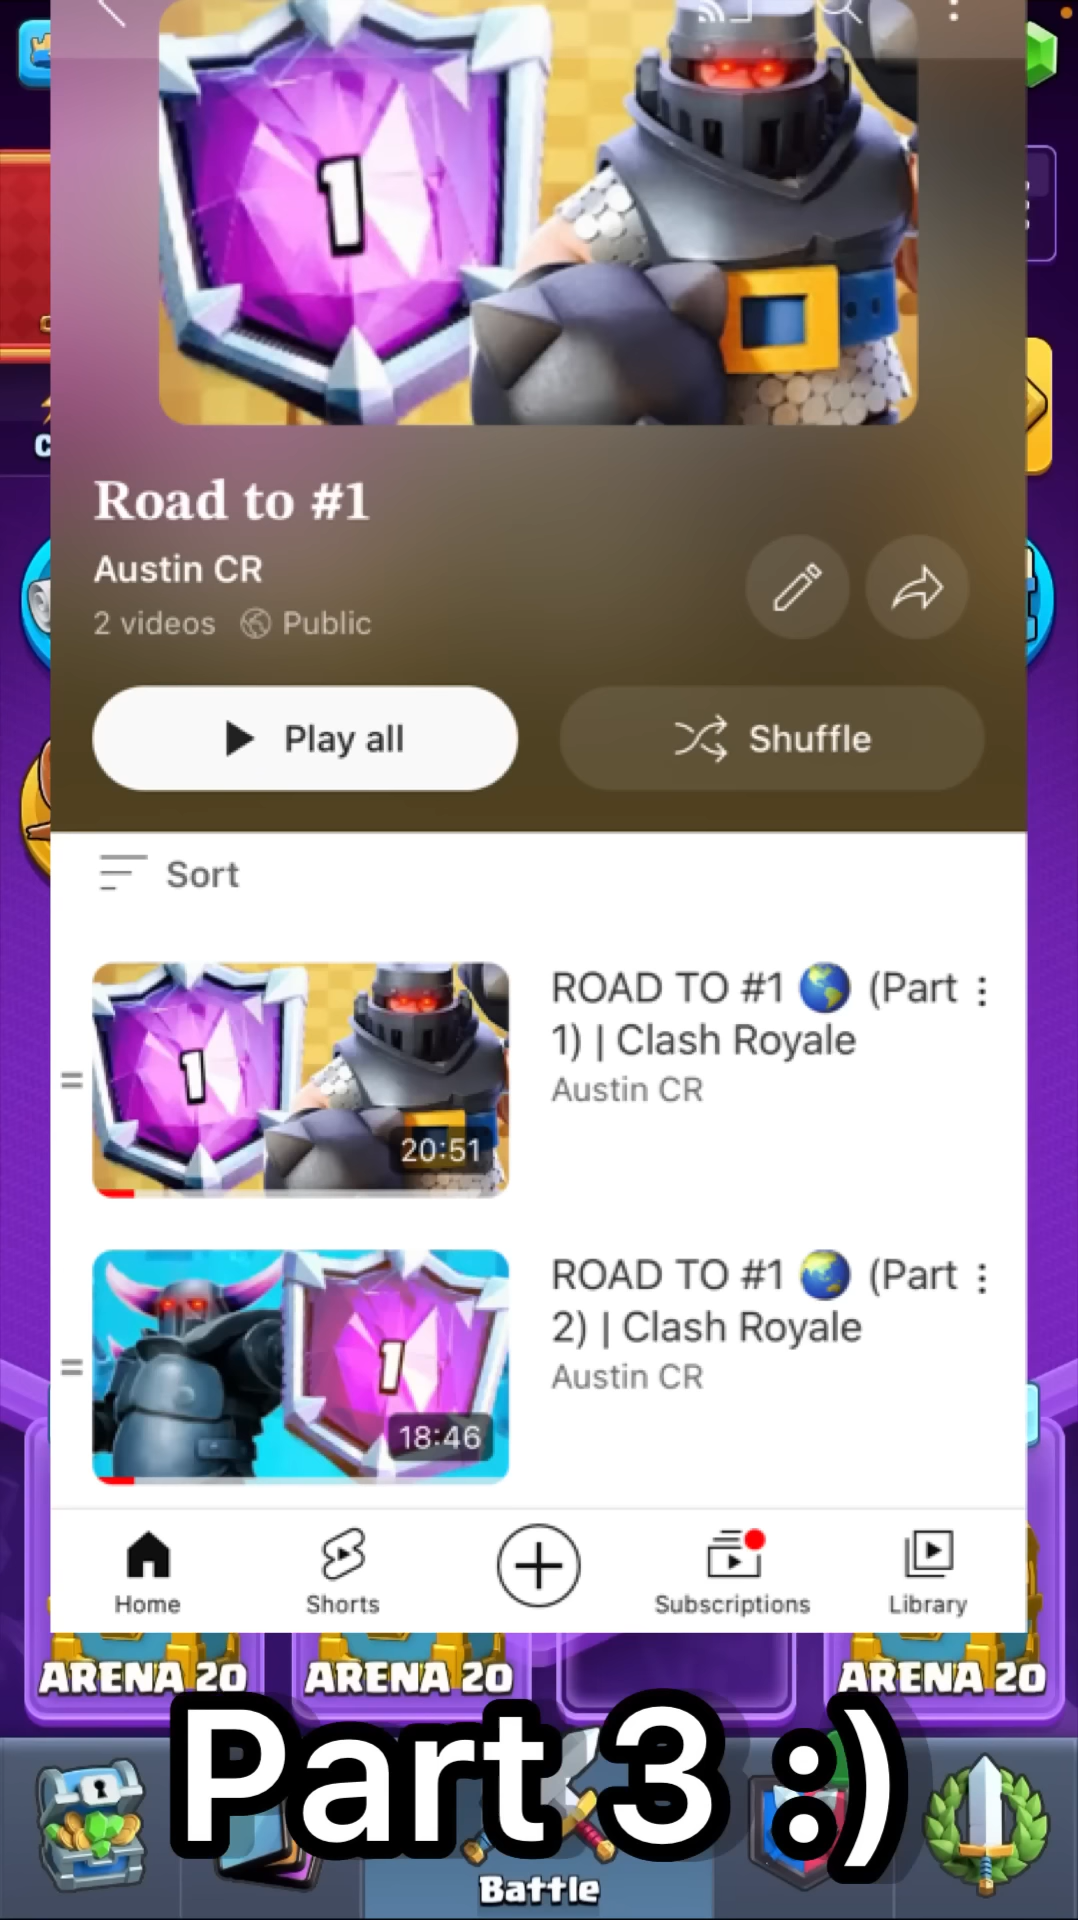 1
Road to #1
Austin CR
2 videos Public
Play all
Shuffle
Sort
1
20:51
ROAD TO #1 🌎 (Part
1) | Clash Royale
Austin CR
1
18:46
ROAD TO #1 🌏 (Part
2) | Clash Royale
Austin CR
Home
Shorts
Subscriptions
Library
ARENA 20
ARENA 20
ARENA 20
Part 3 :)
Battle